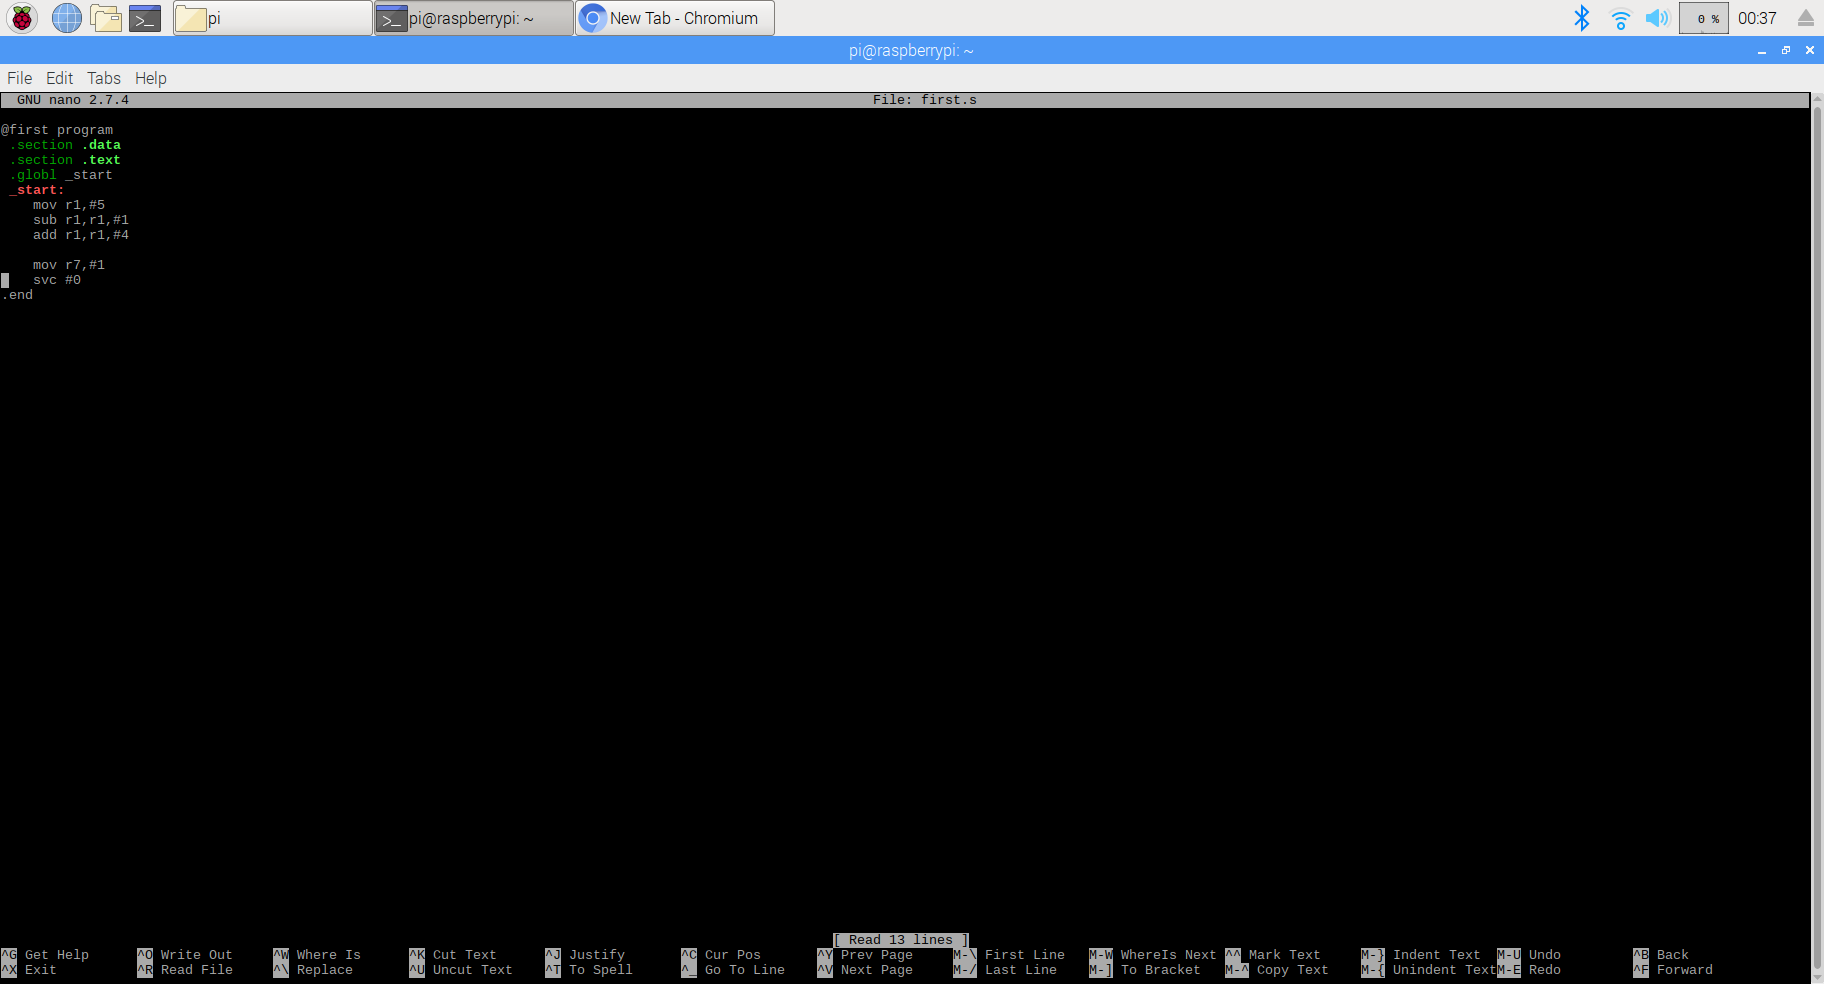 pi pi@raspberrypi: ~ New Tab - Chromium 0 % 00:37
pi@raspberrypi: ~
File Edit Tabs Help
GNU nano 2.7.4 File: first.s
@first program
.section .data
.section .text
.globl _start
_start:
mov r1,#5
sub r1,r1,#1
add r1,r1,#4
mov r7,#1
svc #0
.end
[ Read 13 lines ]
^G Get Help ^O Write Out ^W Where Is ^K Cut Text ^J Justify ^C Cur Pos ^Y Prev Page M-\ First Line M-W WhereIs Next ^^ Mark Text M-} Indent Text M-U Undo ^B Back
^X Exit ^R Read File ^\ Replace ^U Uncut Text ^T To Spell ^_ Go To Line ^V Next Page M-/ Last Line M-] To Bracket M-^ Copy Text M-{ Unindent Text M-E Redo ^F Forward